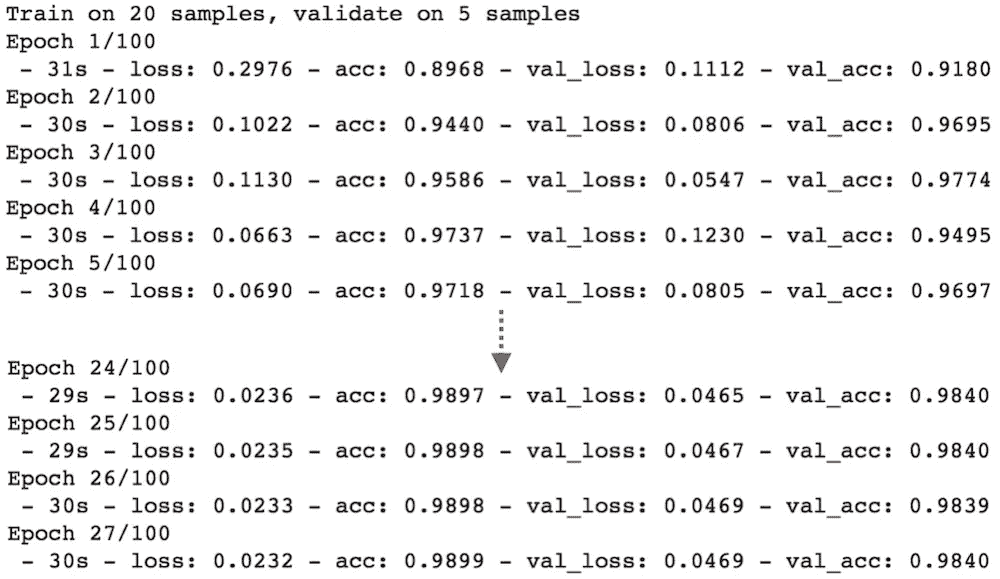 Train on 20 samples, validate on 5 samples
Epoch 1/100
 - 31s - loss: 0.2976 - acc: 0.8968 - val_loss: 0.1112 - val_acc: 0.9180
Epoch 2/100
 - 30s - loss: 0.1022 - acc: 0.9440 - val_loss: 0.0806 - val_acc: 0.9695
Epoch 3/100
 - 30s - loss: 0.1130 - acc: 0.9586 - val_loss: 0.0547 - val_acc: 0.9774
Epoch 4/100
 - 30s - loss: 0.0663 - acc: 0.9737 - val_loss: 0.1230 - val_acc: 0.9495
Epoch 5/100
 - 30s - loss: 0.0690 - acc: 0.9718 - val_loss: 0.0805 - val_acc: 0.9697
Epoch 24/100
 - 29s - loss: 0.0236 - acc: 0.9897 - val_loss: 0.0465 - val_acc: 0.9840
Epoch 25/100
 - 29s - loss: 0.0235 - acc: 0.9898 - val_loss: 0.0467 - val_acc: 0.9840
Epoch 26/100
 - 30s - loss: 0.0233 - acc: 0.9898 - val_loss: 0.0469 - val_acc: 0.9839
Epoch 27/100
 - 30s - loss: 0.0232 - acc: 0.9899 - val_loss: 0.0469 - val_acc: 0.9840